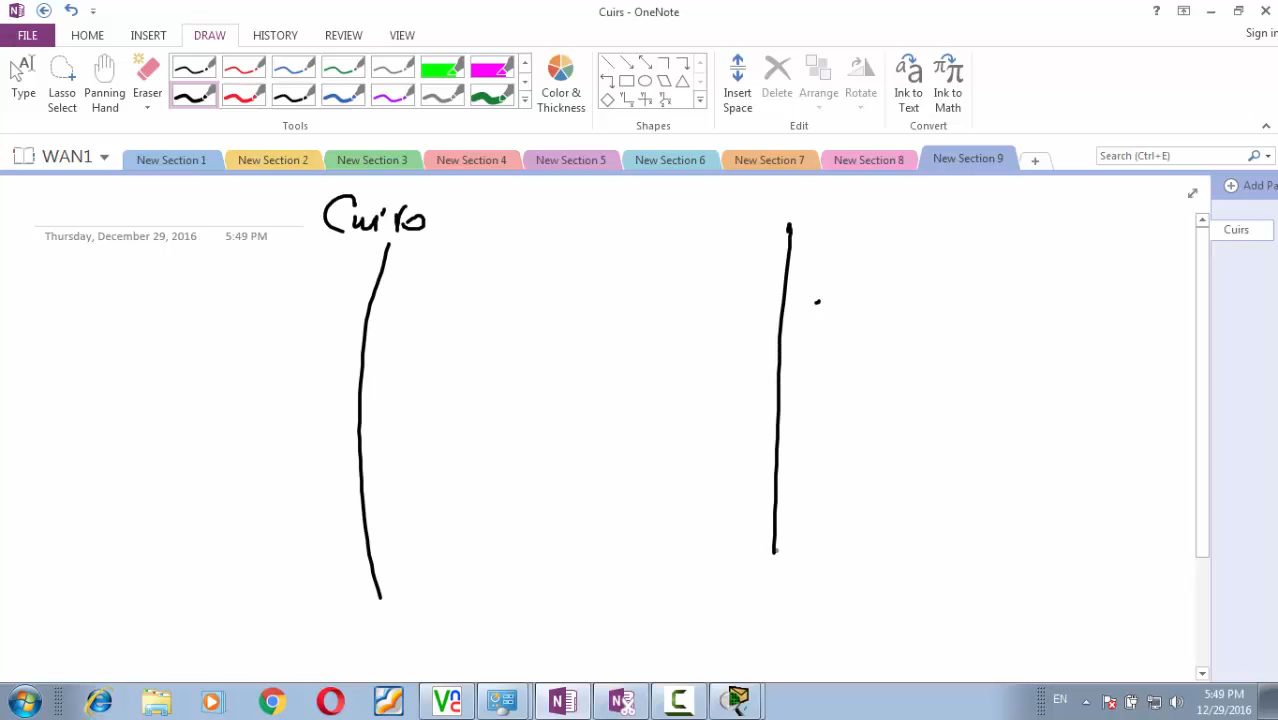 Cuirs - OneNote
?
FILE HOME INSERT DRAW HISTORY REVIEW VIEW
Sign in
Type
Lasso Select
Panning Hand
Eraser
Color & Thickness
Insert Space
Delete
Arrange
Rotate
Ink to Text
Ink to Math
Tools Shapes Edit Convert
WAN1 New Section 1 New Section 2 New Section 3 New Section 4 New Section 5 New Section 6 New Section 7 New Section 8 New Section 9 Search (Ctrl+E)
Add Pa
Cuirs
Thursday, December 29, 2016 5:49 PM
Cuirs
EN 5:49 PM
12/29/2016